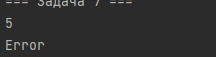 === Задача 7 ===
5
Error